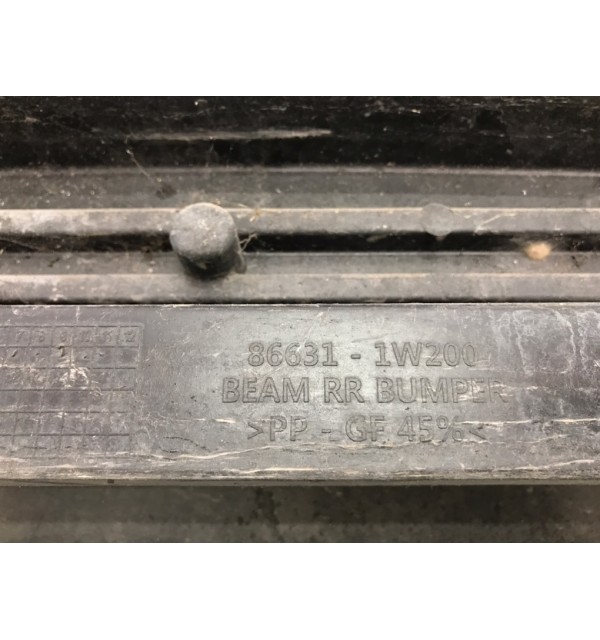 86631 - 1W200
BEAM RR BUMPER
>PP - GF 45%<